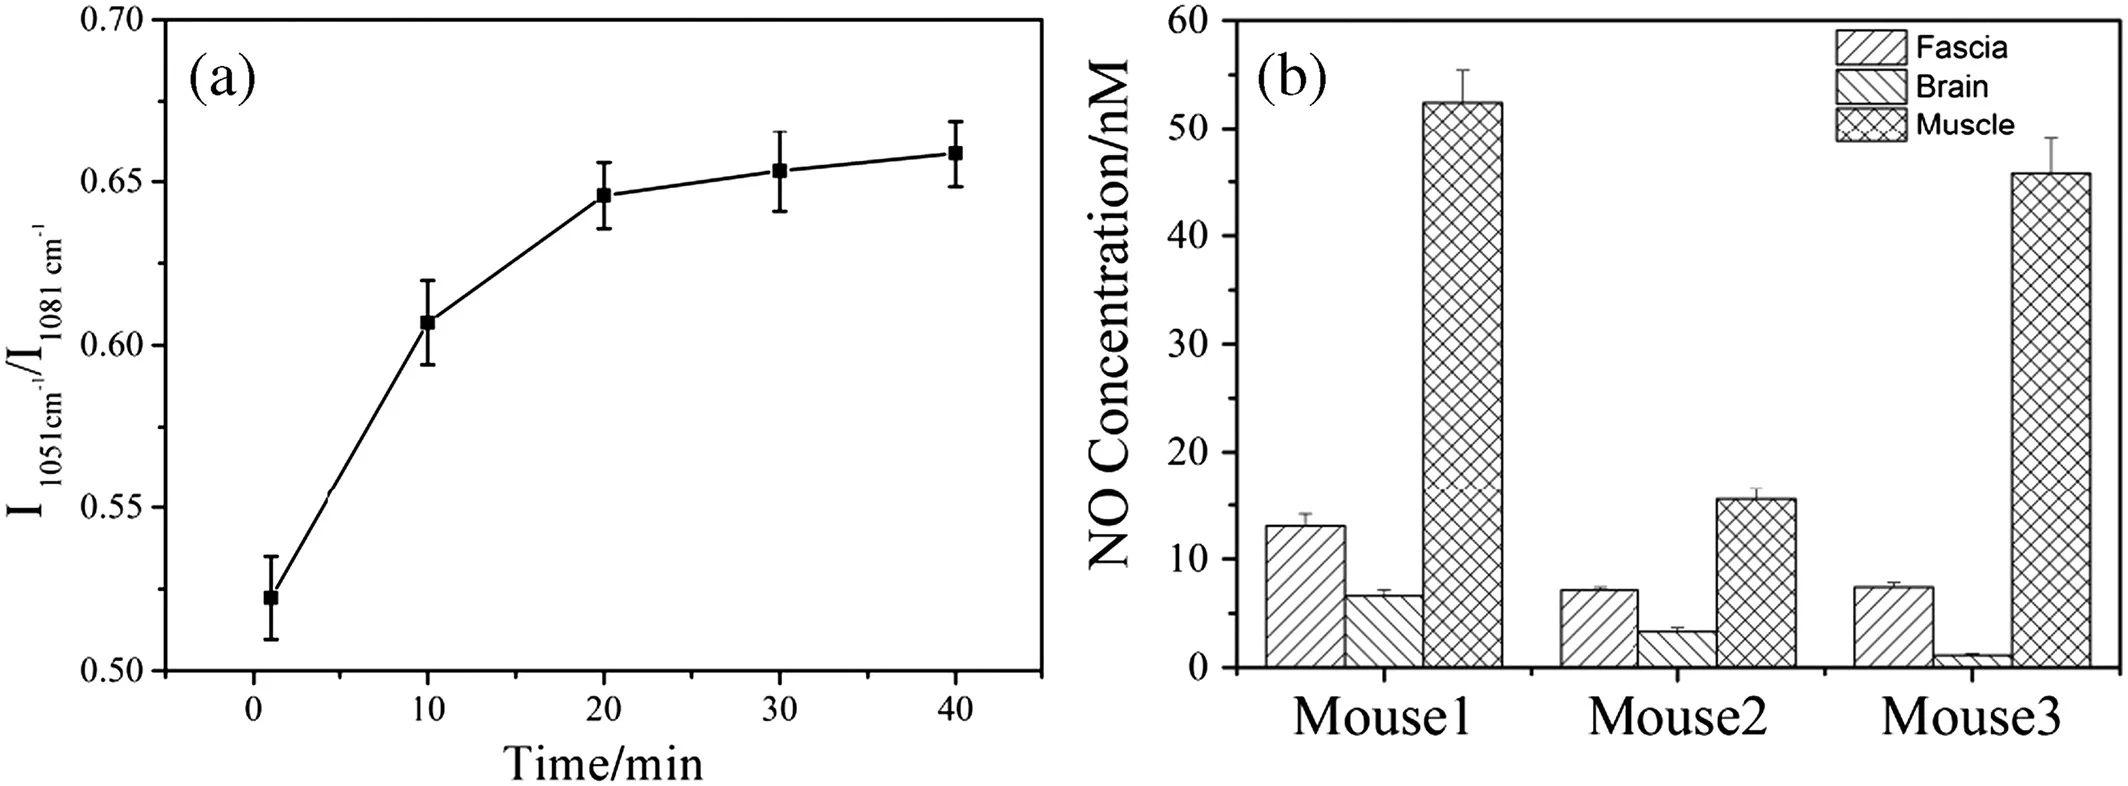 (a)
0.70
0.65
0.60
0.55
0.50
I 1051cm-1/I1081 cm-1
0 10 20 30 40
Time/min
(b)
Fascia
Brain
Muscle
60
50
40
30
20
10
0
NO Concentration/nM
Mouse1 Mouse2 Mouse3